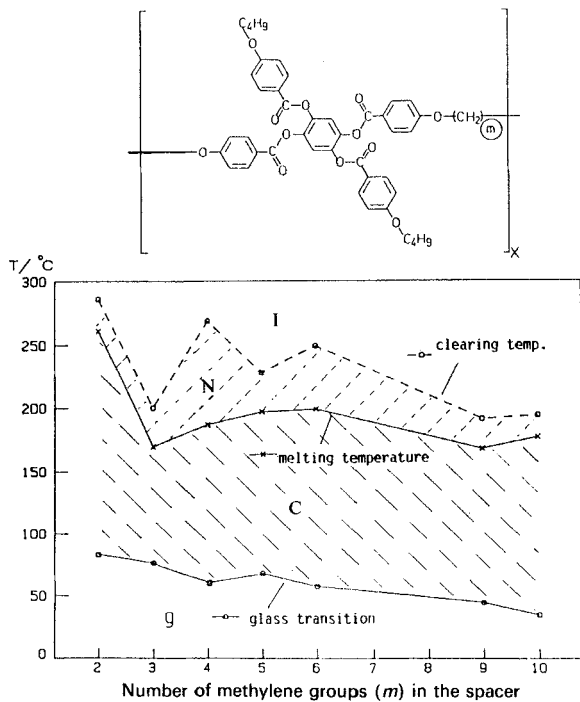 C₄H₉
O
O
O
O
O
O-(CH₂)
m
O
O
O
O
O
O
O
C₄H₉
X
T/ °C
300
I
250
clearing temp.
N
200
melting temperature
150
C
100
50
g
glass transition
0
2 3 4 5 6 7 8 9 10
Number of methylene groups (m) in the spacer